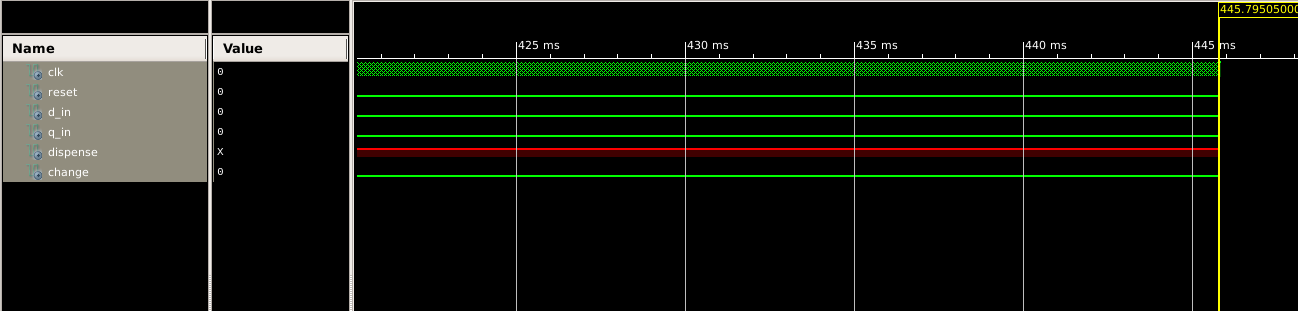 445.79505000
Name Value 425 ms 430 ms 435 ms 440 ms 445 ms
clk 0
reset 0
d_in 0
q_in 0
dispense X
change 0